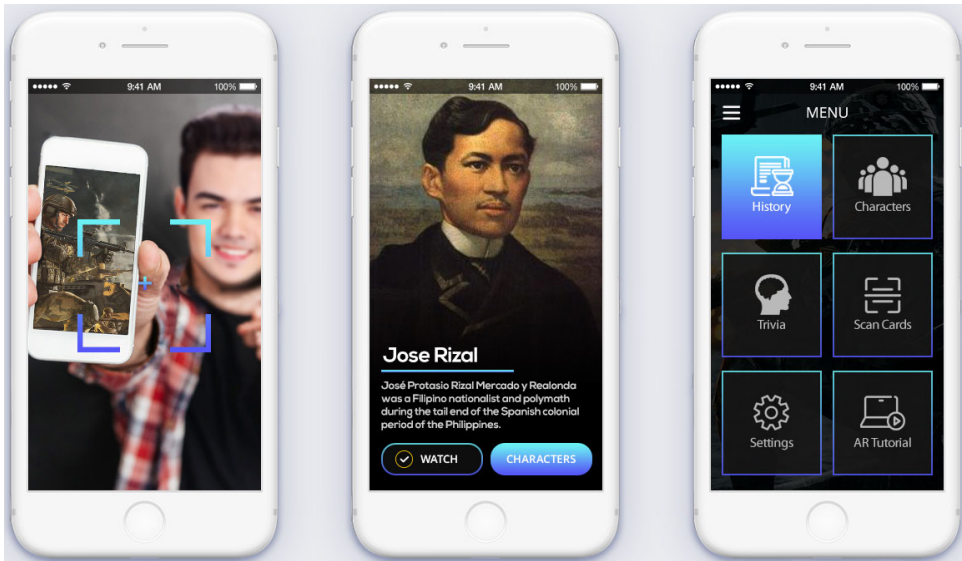 9:41 AM
100%
9:41 AM
100%
Jose Rizal
José Protasio Rizal Mercado y Realonda
was a Filipino nationalist and polymath
during the tail end of the Spanish colonial
period of the Philippines.
WATCH
CHARACTERS
9:41 AM
100%
MENU
History
Characters
Trivia
Scan Cards
Settings
AR Tutorial